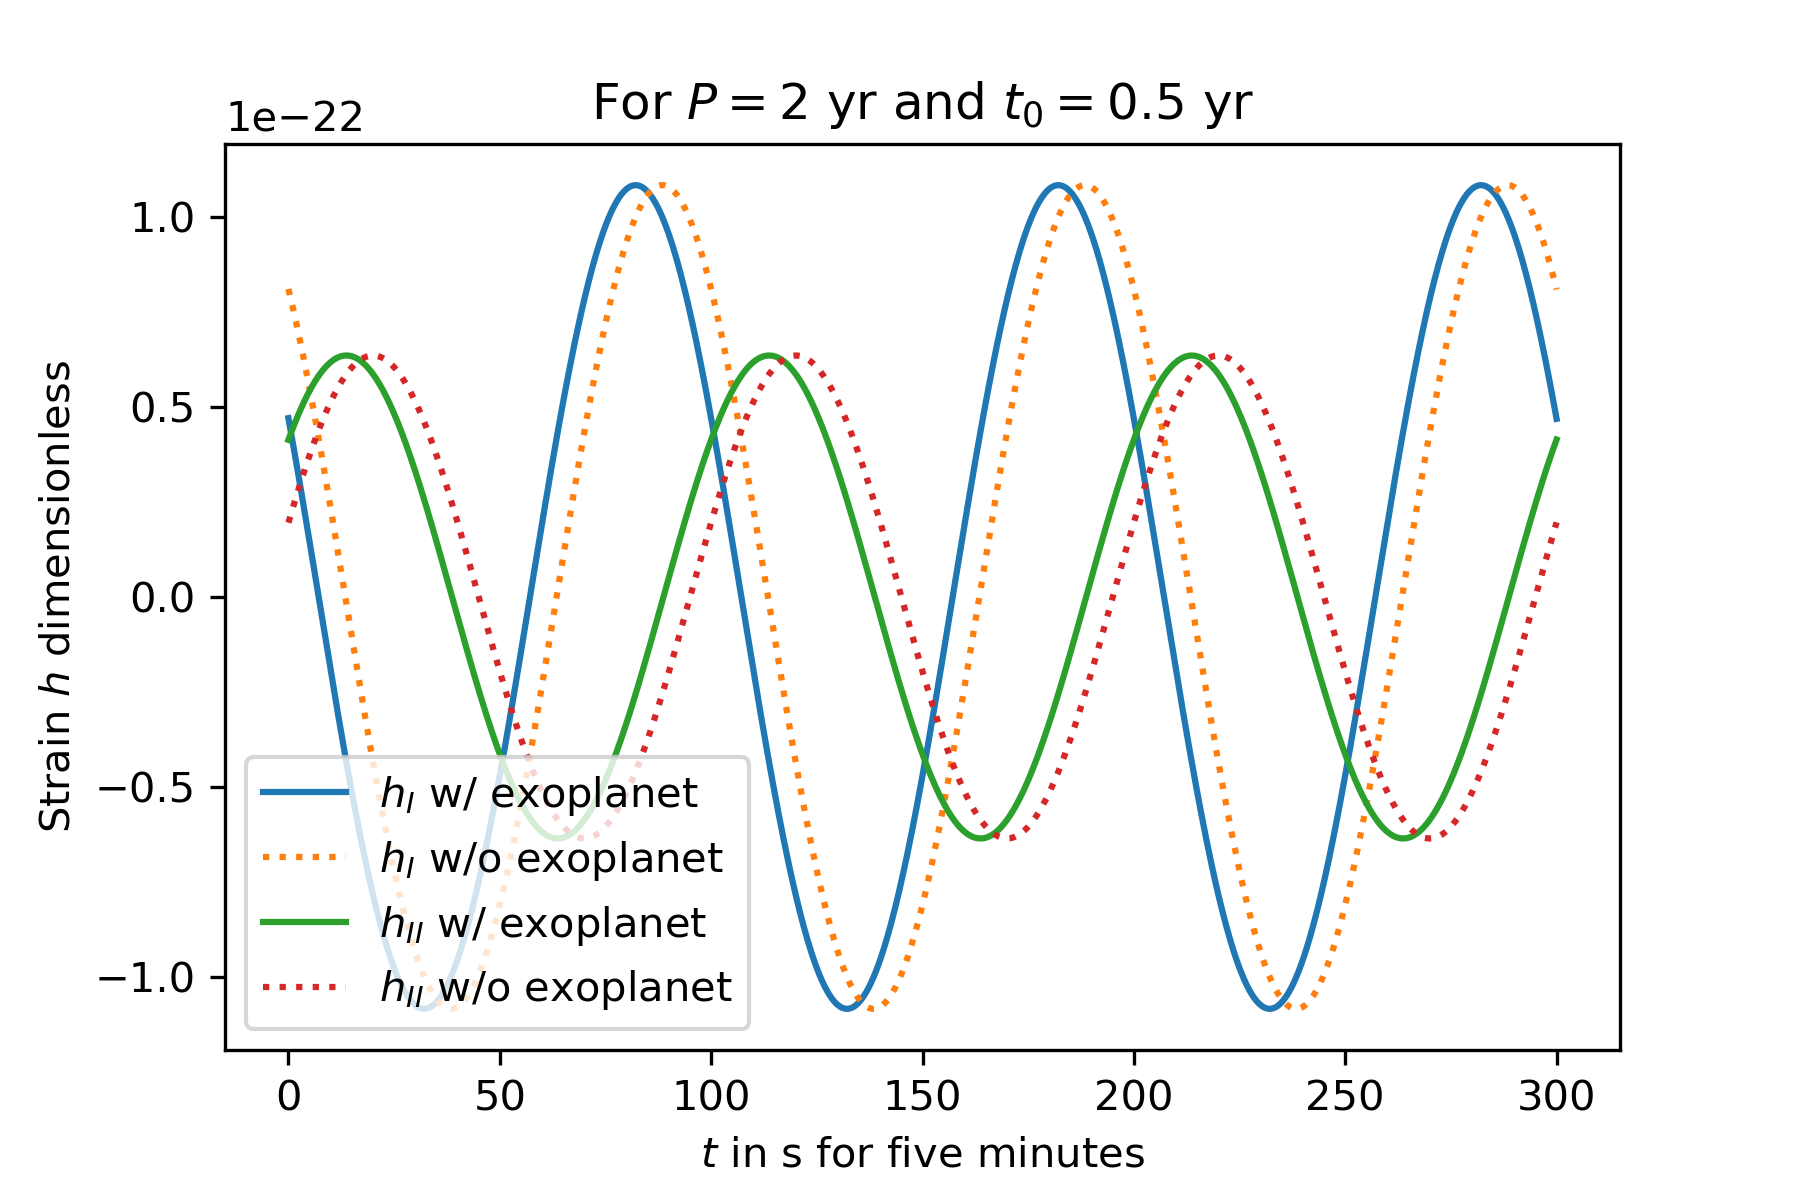 For P = 2 yr and t₀ = 0.5 yr
1e−22
1.0
0.5
0.0
−0.5
−1.0
Strain h dimensionless
h_I w/ exoplanet
h_I w/o exoplanet
h_II w/ exoplanet
h_II w/o exoplanet
0 50 100 150 200 250 300
t in s for five minutes